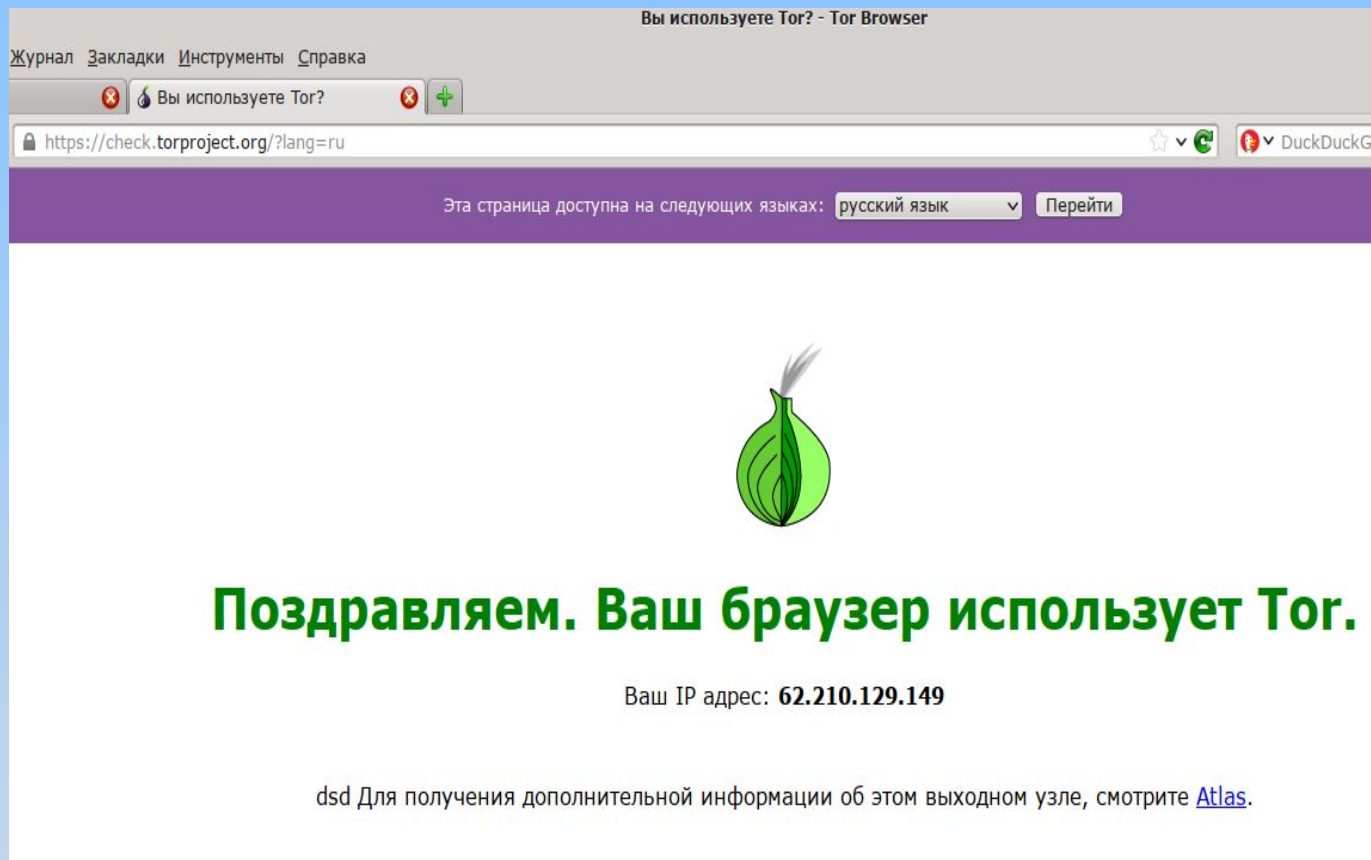 Вы используете Tor? - Tor Browser
Журнал Закладки Инструменты Справка
Вы используете Tor?
https://check.torproject.org/?lang=ru DuckDuckG
Эта страница доступна на следующих языках: русский язык Перейти
Поздравляем. Ваш браузер использует Tor.
Ваш IP адрес: 62.210.129.149
dsd Для получения дополнительной информации об этом выходном узле, смотрите Atlas.